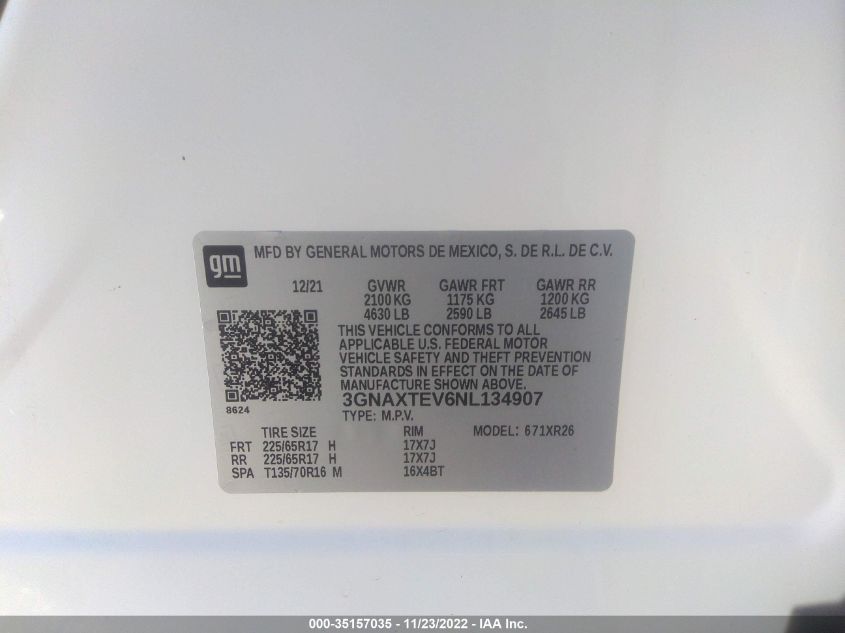 gm MFD BY GENERAL MOTORS DE MEXICO, S. DE R.L. DE C.V.
12/21 GVWR GAWR FRT GAWR RR
2100 KG 1175 KG 1200 KG
4630 LB 2590 LB 2645 LB
THIS VEHICLE CONFORMS TO ALL
APPLICABLE U.S. FEDERAL MOTOR
VEHICLE SAFETY AND THEFT PREVENTION
STANDARDS IN EFFECT ON THE DATE OF
MANUFACTURE SHOWN ABOVE.
3GNAXTEV6NL134907
8624
TYPE: M.P.V.
TIRE SIZE RIM MODEL: 671XR26
FRT 225/65R17 H 17X7J
RR 225/65R17 H 17X7J
SPA T135/70R16 M 16X4BT
000-35157035 - 11/23/2022 - IAA Inc.